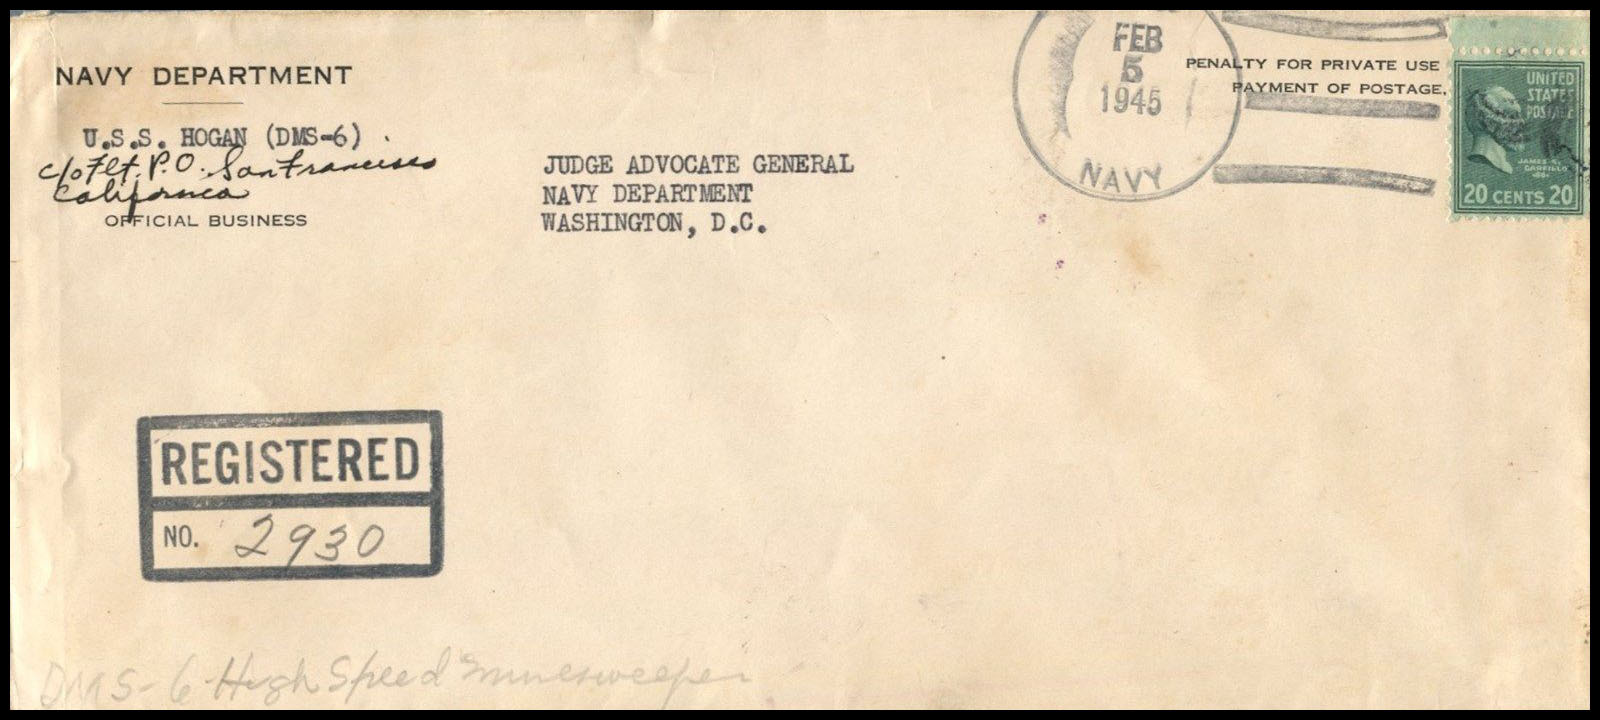 NAVY DEPARTMENT
U.S.S. HOGAN (DMS-6)
c/o Flt. P.O. San Francisco
California
OFFICIAL BUSINESS
JUDGE ADVOCATE GENERAL
NAVY DEPARTMENT
WASHINGTON, D.C.
FEB
5
1945
NAVY
PENALTY FOR PRIVATE USE
PAYMENT OF POSTAGE,
UNITED
STATES
POSTAGE
JAMES A.
GARFIELD
20 CENTS 20
REGISTERED
NO. 2930
DMS-6 High Speed Minesweeper